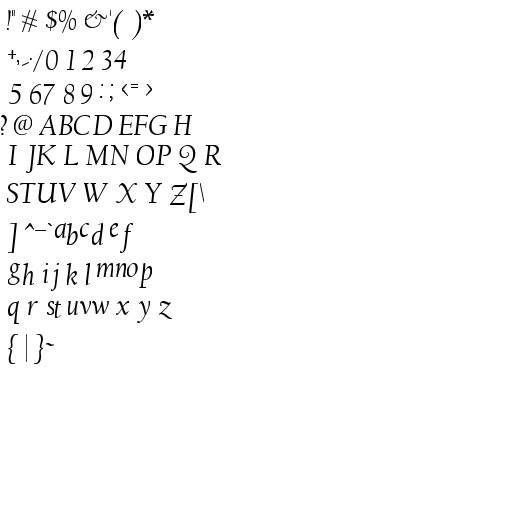 !" # $% &'( )*
+,-./0 1 2 34
5 67 8 9 : ; < = >
? @ ABCD EFG H
I JK L MN OP Q R
STUV W X Y Z[\
] ^_`abcd e f
gh i j k l mnop
q r st uvw x y z
{ | }~